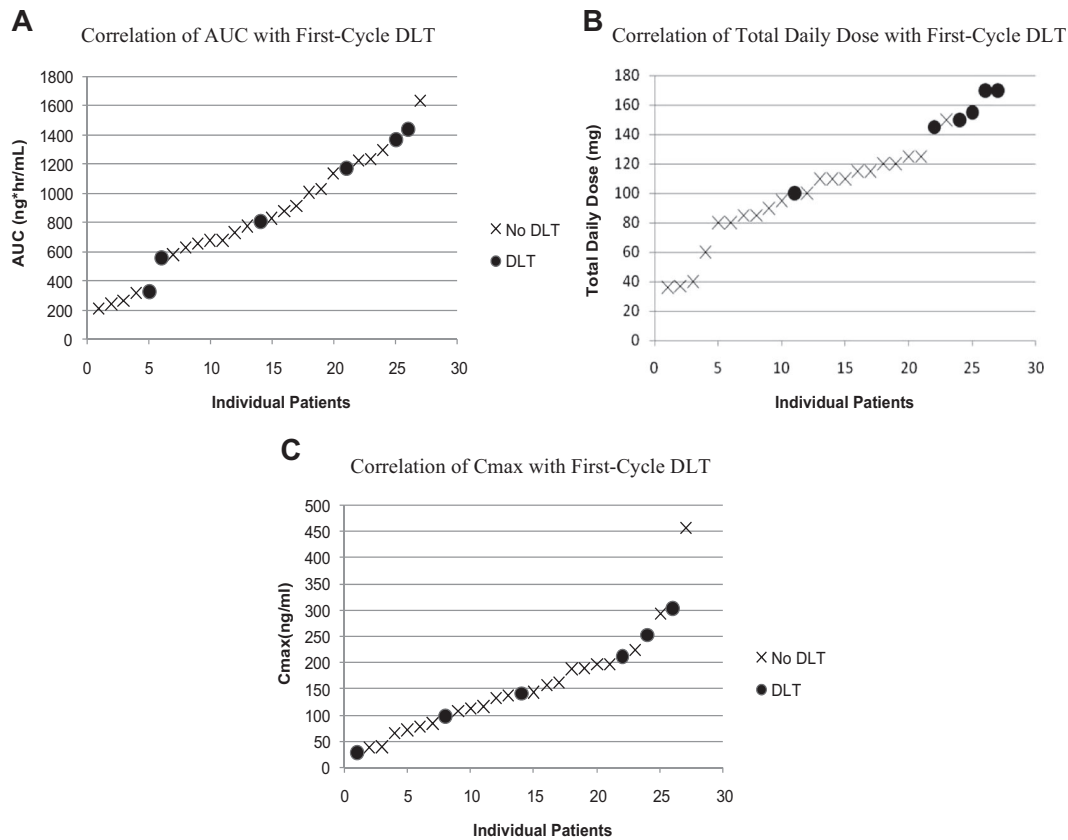 A
Correlation of AUC with First-Cycle DLT
1800
1600
1400
1200
1000
800
600
400
200
0
AUC (ng*hr/mL)
0 5 10 15 20 25 30
Individual Patients
No DLT
DLT
B
Correlation of Total Daily Dose with First-Cycle DLT
180
160
140
120
100
80
60
40
20
0
Total Daily Dose (mg)
0 5 10 15 20 25 30
Individual Patients
C
Correlation of Cmax with First-Cycle DLT
500
450
400
350
300
250
200
150
100
50
0
Cmax(ng/ml)
0 5 10 15 20 25 30
Individual Patients
No DLT
DLT